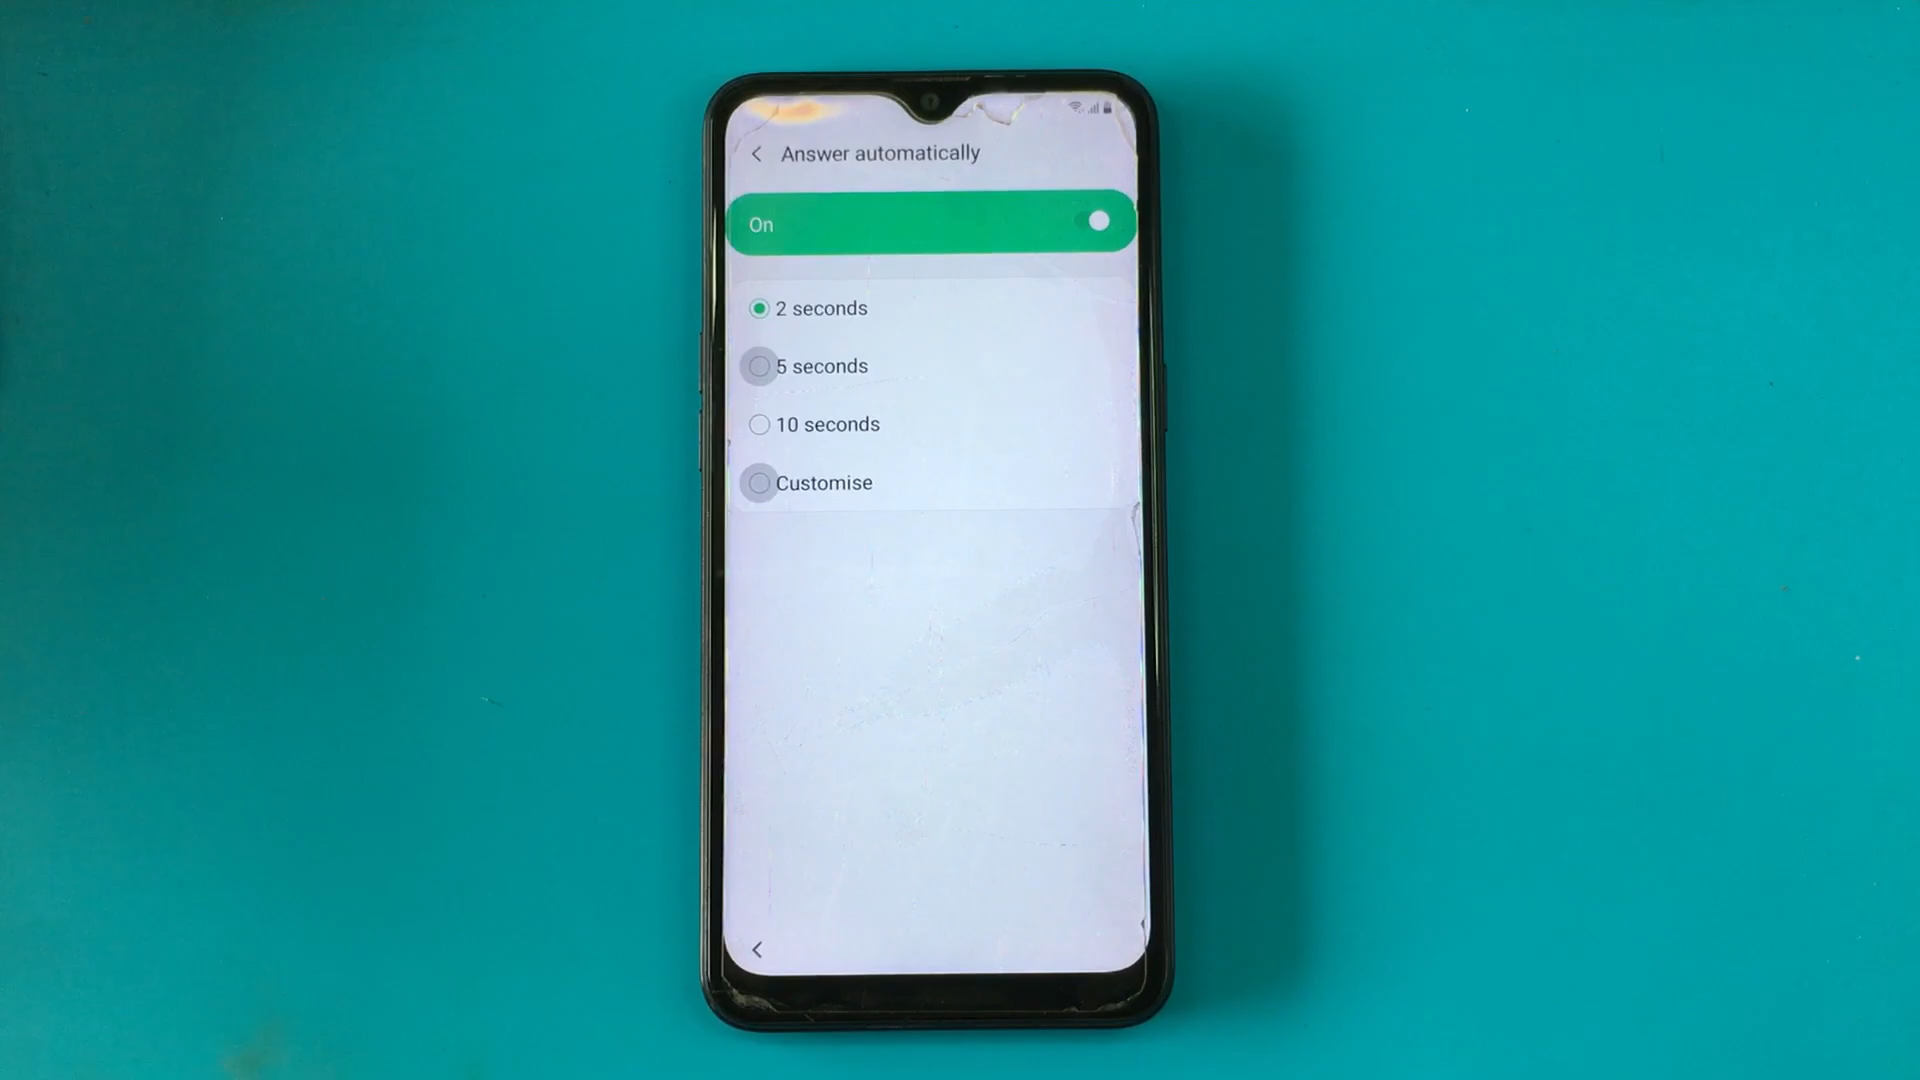 Answer automatically
On
2 seconds
5 seconds
10 seconds
Customise